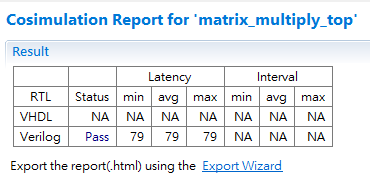 Cosimulation Report for 'matrix_multiply_top'
Result
Latency Interval
RTL Status min avg max min avg max
VHDL NA NA NA NA NA NA NA
Verilog Pass 79 79 79 NA NA NA
Export the report(.html) using the Export Wizard